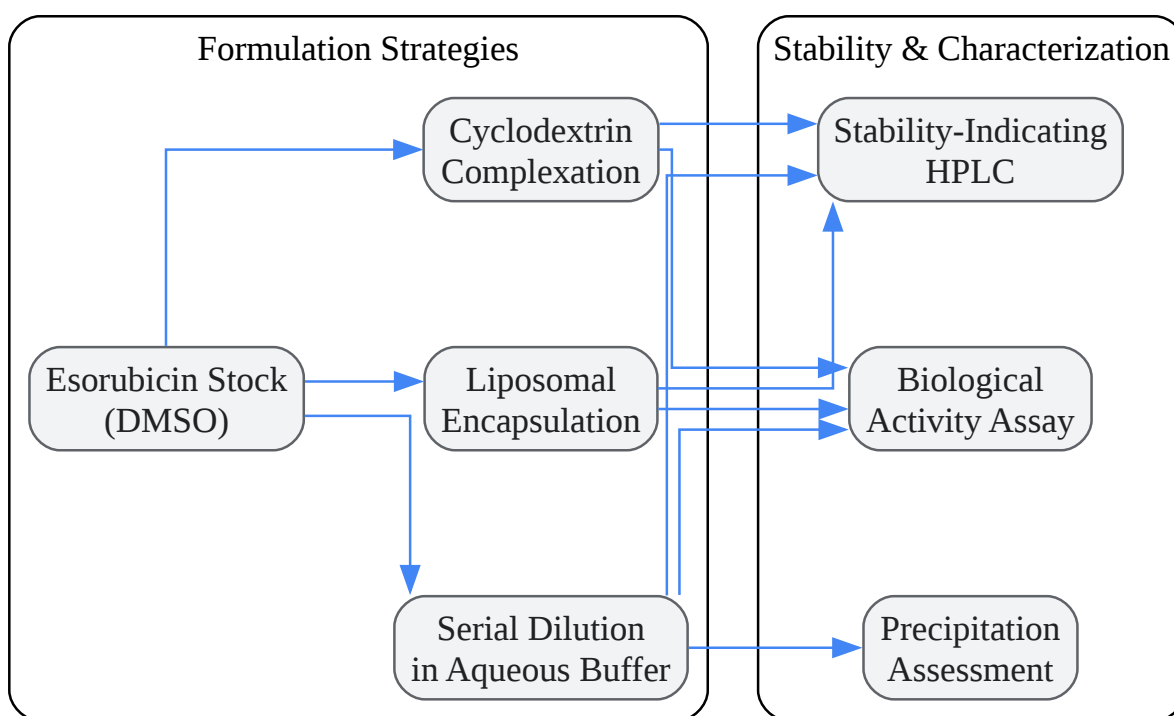 Formulation Strategies
Stability & Characterization
Cyclodextrin
Complexation
Stability-Indicating
HPLC
Esorubicin Stock
(DMSO)
Liposomal
Encapsulation
Biological
Activity Assay
Serial Dilution
in Aqueous Buffer
Precipitation
Assessment